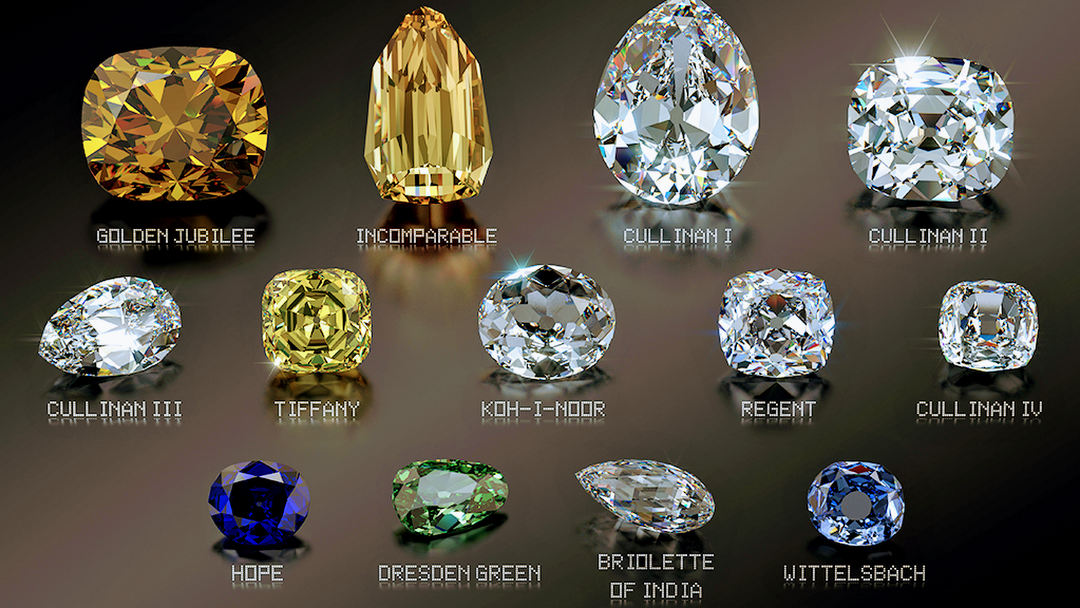 GOLDEN JUBILEE
INCOMPARABLE
CULLINAN I
CULLINAN II
CULLINAN III
TIFFANY
KOH-I-NOOR
REGENT
CULLINAN IV
HOPE
DRESDEN GREEN
BRIOLETTE
OF INDIA
WITTELSBACH